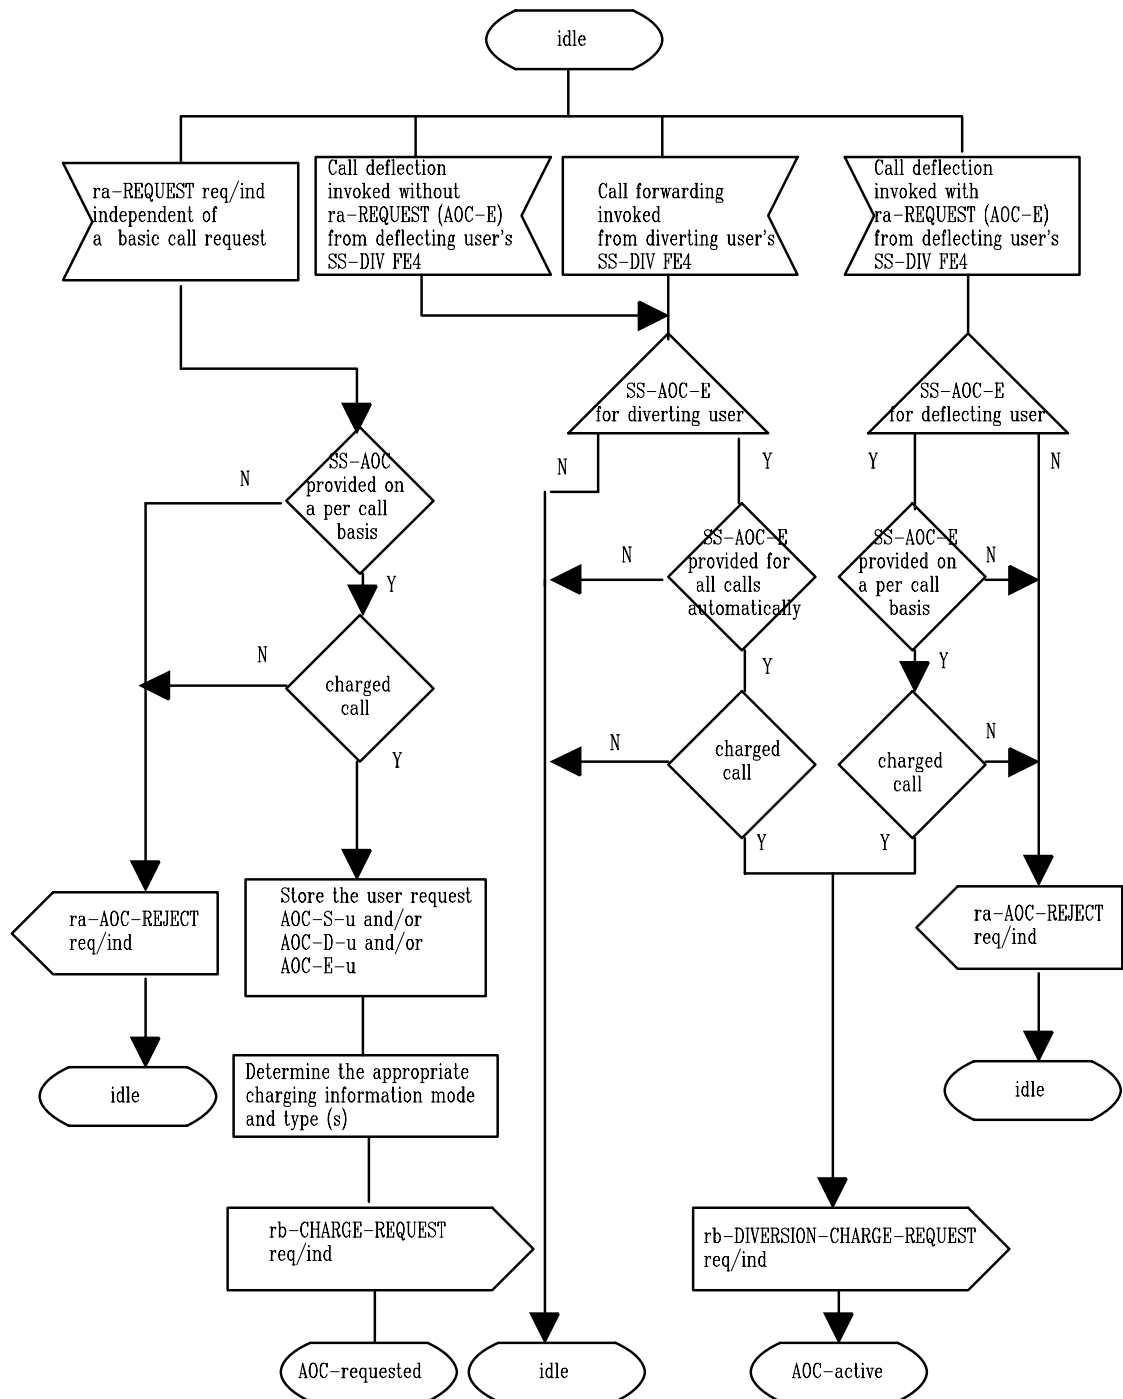 idle
ra-REQUEST req/ind
independent of
a basic call request
Call deflection
invoked without
ra-REQUEST (AOC-E)
from deflecting user's
SS-DIV FE4
Call forwarding
invoked
from diverting user's
SS-DIV FE4
Call deflection
invoked with
ra-REQUEST (AOC-E)
from deflecting user's
SS-DIV FE4
SS-AOC-E
for diverting user
SS-AOC-E
for deflecting user
N
Y
Y
N
SS-AOC
provided on
a per call
basis
N
Y
SS-AOC-E
provided for
all calls
automatically
N
Y
SS-AOC-E
provided on
a per call
basis
N
Y
charged
call
N
Y
charged
call
N
Y
charged
call
N
Y
ra-AOC-REJECT
req/ind
Store the user request
AOC-S-u and/or
AOC-D-u and/or
AOC-E-u
ra-AOC-REJECT
req/ind
idle
Determine the appropriate
charging information mode
and type (s)
idle
rb-CHARGE-REQUEST
req/ind
rb-DIVERSION-CHARGE-REQUEST
req/ind
AOC-requested
idle
AOC-active